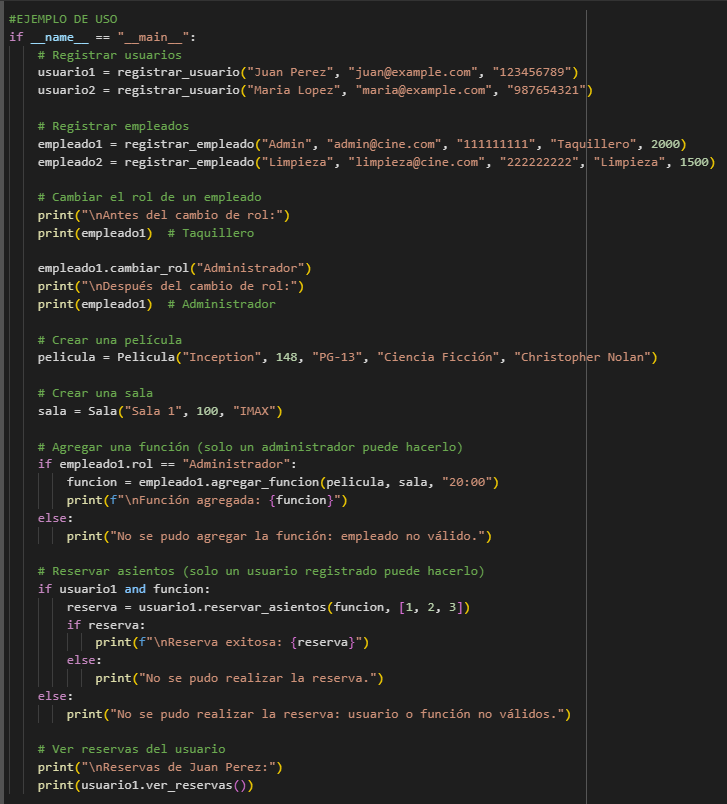 #EJEMPLO DE USO
if __name__ == "__main__":
    # Registrar usuarios
    usuario1 = registrar_usuario("Juan Perez", "juan@example.com", "123456789")
    usuario2 = registrar_usuario("Maria Lopez", "maria@example.com", "987654321")

    # Registrar empleados
    empleado1 = registrar_empleado("Admin", "admin@cine.com", "111111111", "Taquillero", 2000)
    empleado2 = registrar_empleado("Limpieza", "limpieza@cine.com", "222222222", "Limpieza", 1500)

    # Cambiar el rol de un empleado
    print("\nAntes del cambio de rol:")
    print(empleado1)  # Taquillero

    empleado1.cambiar_rol("Administrador")
    print("\nDespués del cambio de rol:")
    print(empleado1)  # Administrador

    # Crear una película
    pelicula = Pelicula("Inception", 148, "PG-13", "Ciencia Ficción", "Christopher Nolan")

    # Crear una sala
    sala = Sala("Sala 1", 100, "IMAX")

    # Agregar una función (solo un administrador puede hacerlo)
    if empleado1.rol == "Administrador":
        funcion = empleado1.agregar_funcion(pelicula, sala, "20:00")
        print(f"\nFunción agregada: {funcion}")
    else:
        print("No se pudo agregar la función: empleado no válido.")

    # Reservar asientos (solo un usuario registrado puede hacerlo)
    if usuario1 and funcion:
        reserva = usuario1.reservar_asientos(funcion, [1, 2, 3])
        if reserva:
            print(f"\nReserva exitosa: {reserva}")
        else:
            print("No se pudo realizar la reserva.")
    else:
        print("No se pudo realizar la reserva: usuario o función no válidos.")

    # Ver reservas del usuario
    print("\nReservas de Juan Perez:")
    print(usuario1.ver_reservas())